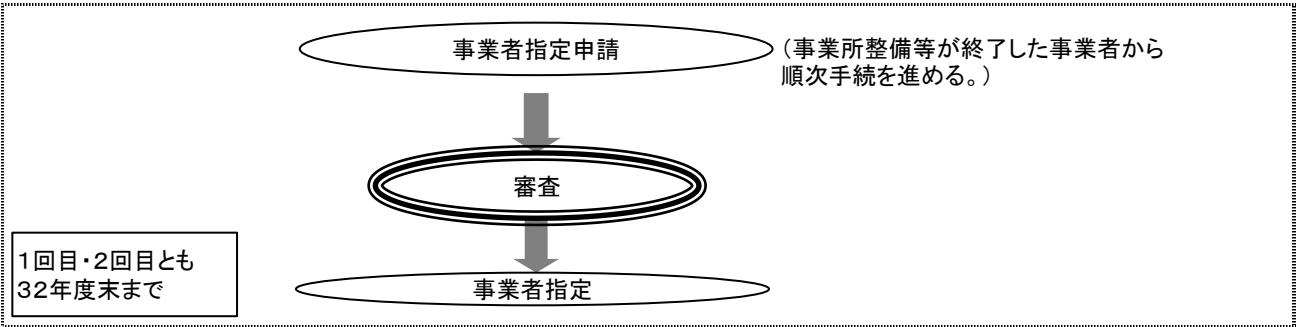 事業者指定申請
（事業所整備等が終了した事業者から
順次手続を進める。）
審査
1回目・2回目とも
32年度末まで
事業者指定